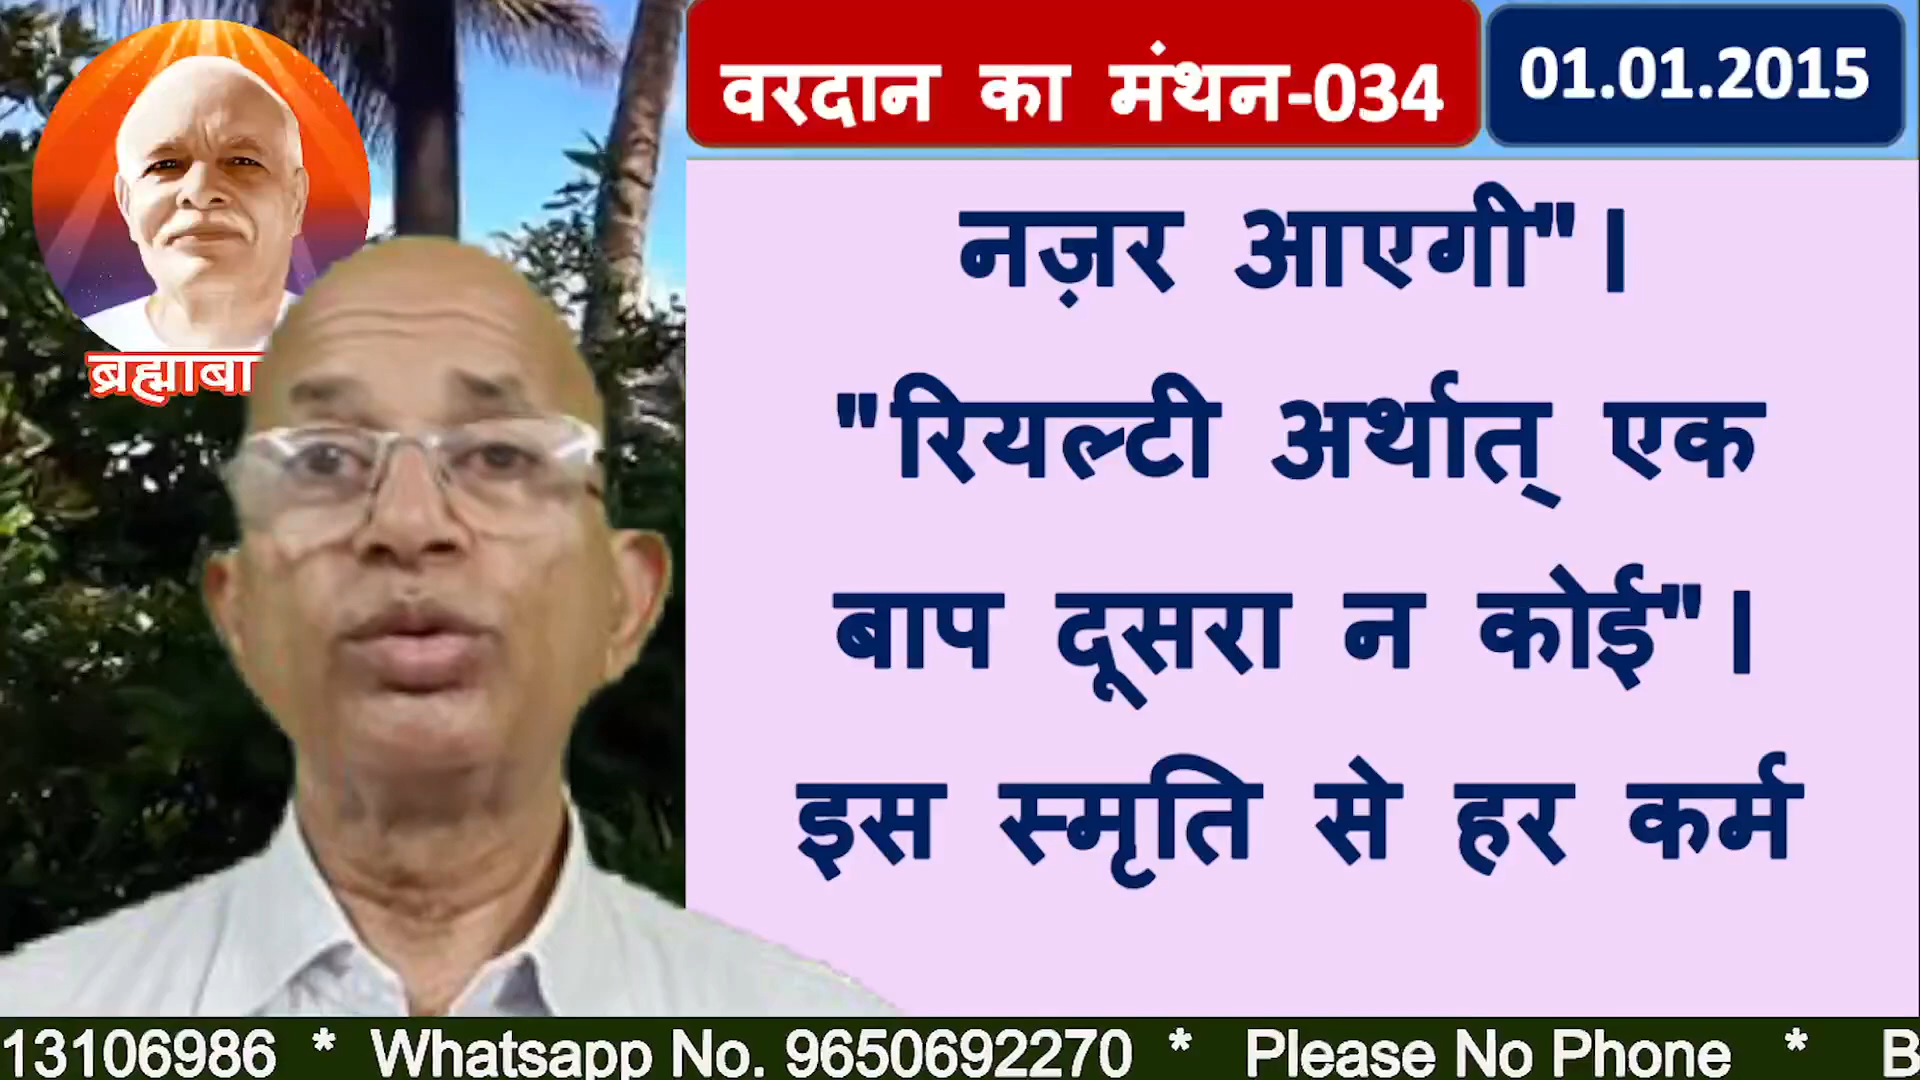 वरदान का मंथन-034
01.01.2015
ब्रह्माबा
नज़र आएगी"।
"रियल्टी अर्थात् एक
बाप दूसरा न कोई"।
इस स्मृति से हर कर्म
13106986 * Whatsapp No. 9650692270 * Please No Phone * B